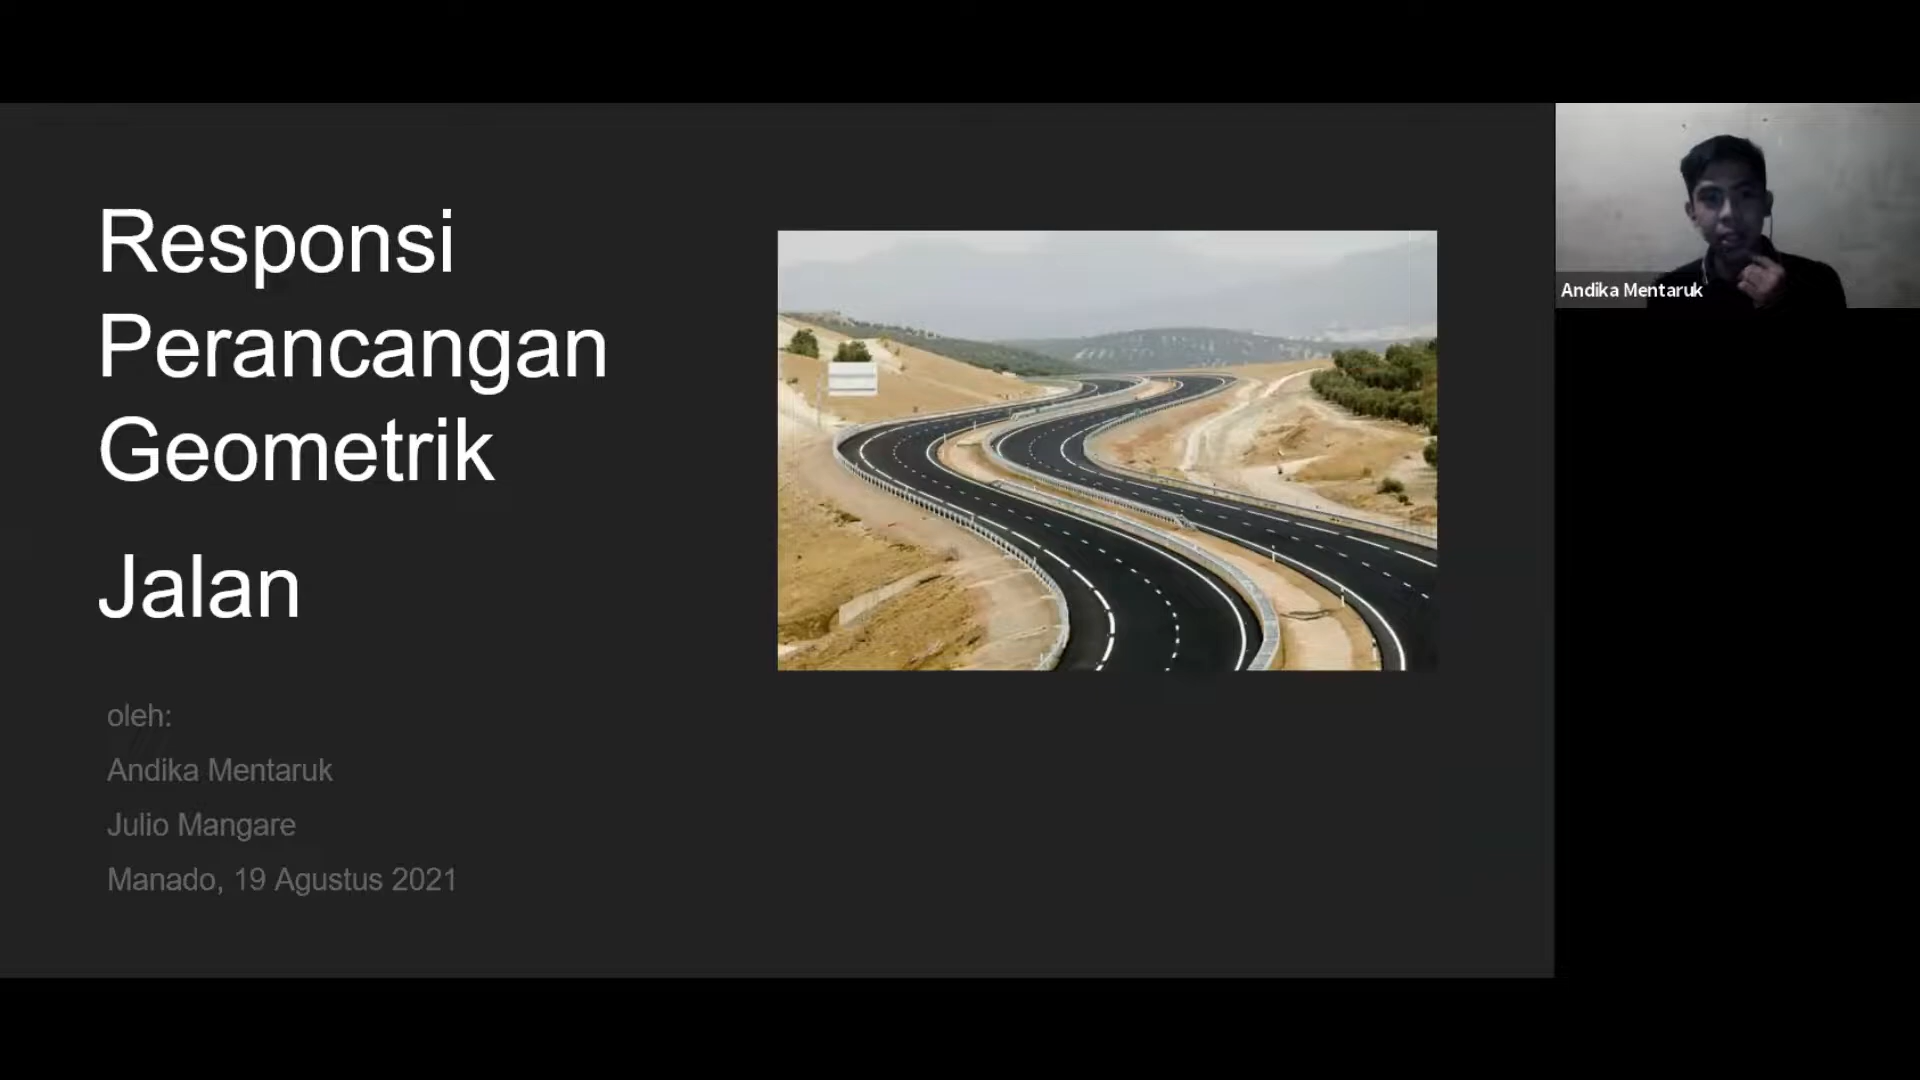 Responsi
Perancangan
Geometrik
Jalan
oleh:
Andika Mentaruk
Julio Mangare
Manado, 19 Agustus 2021
Andika Mentaruk